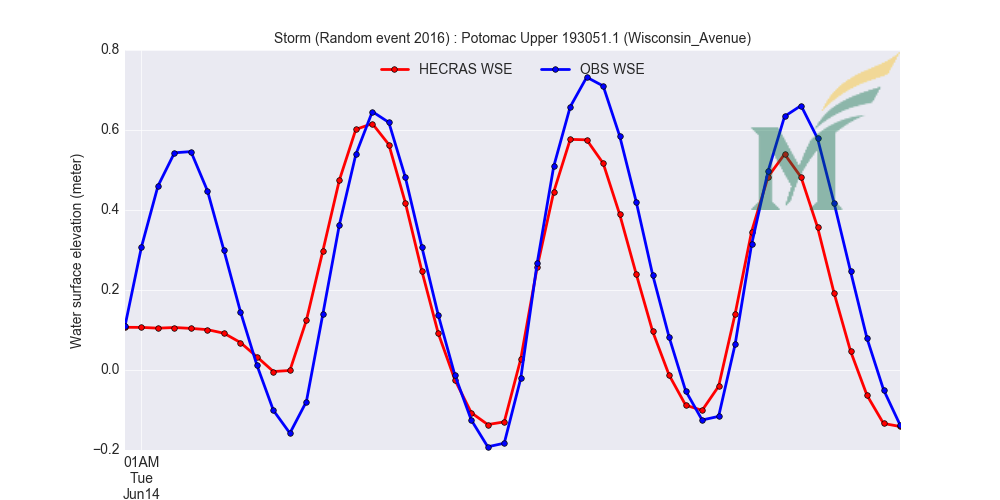 Storm (Random event 2016) : Potomac Upper 193051.1 (Wisconsin_Avenue)
HECRAS WSE
OBS WSE
Water surface elevation (meter)
0.8
0.6
0.4
0.2
0.0
−0.2
01AM
Tue
Jun14
M